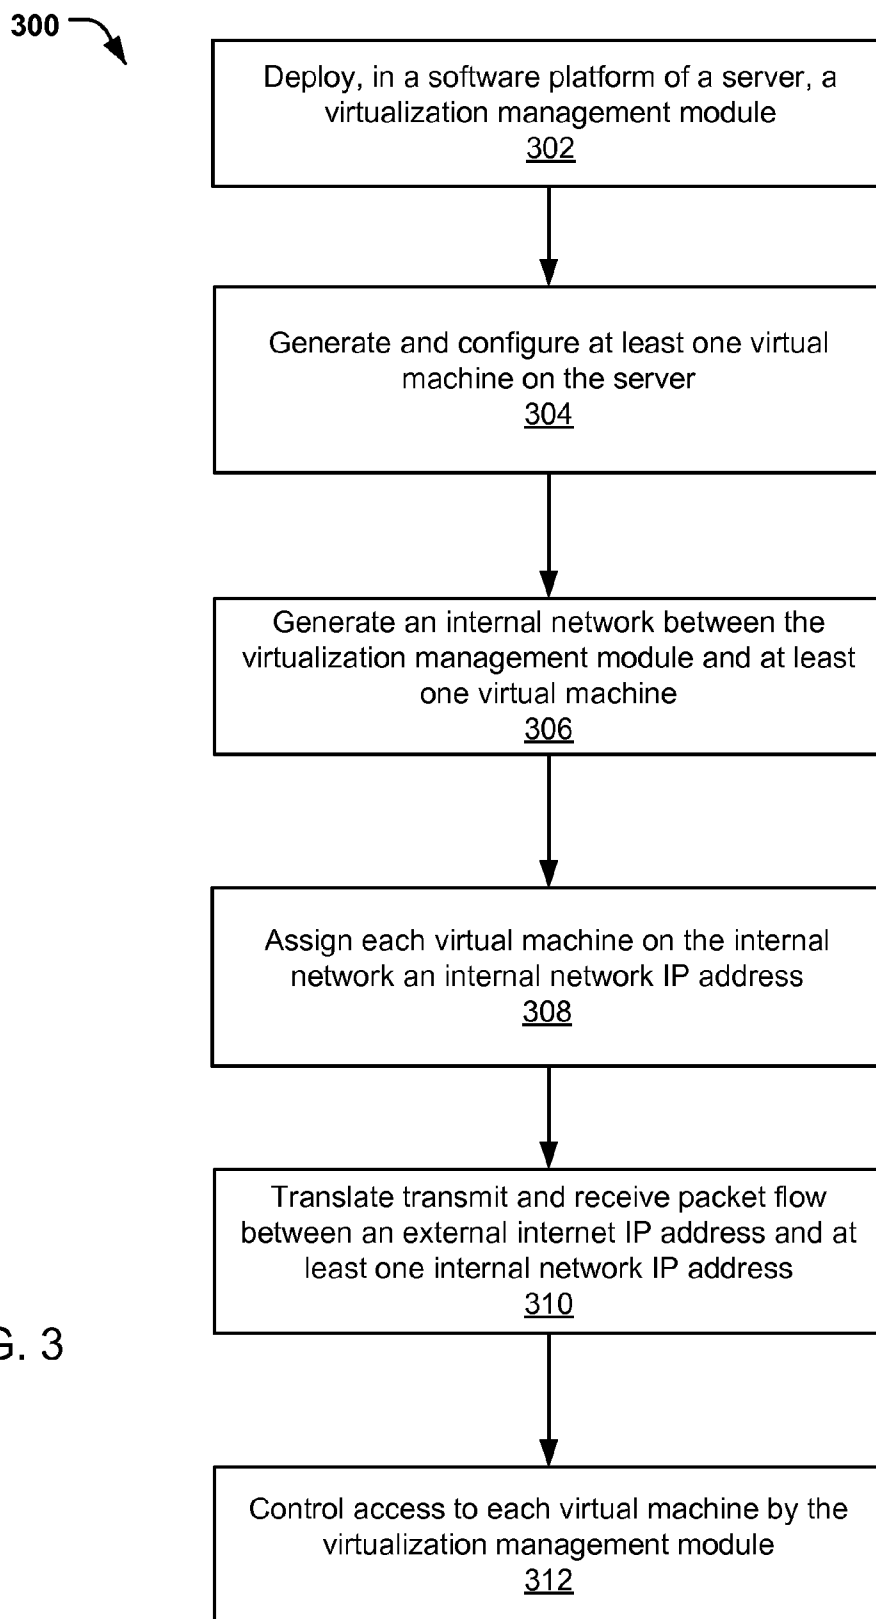 300
Deploy, in a software platform of a server, a
virtualization management module
302
Generate and configure at least one virtual
machine on the server
304
Generate an internal network between the
virtualization management module and at least
one virtual machine
306
Assign each virtual machine on the internal
network an internal network IP address
308
Translate transmit and receive packet flow
between an external internet IP address and at
least one internal network IP address
310
G. 3
Control access to each virtual machine by the
virtualization management module
312